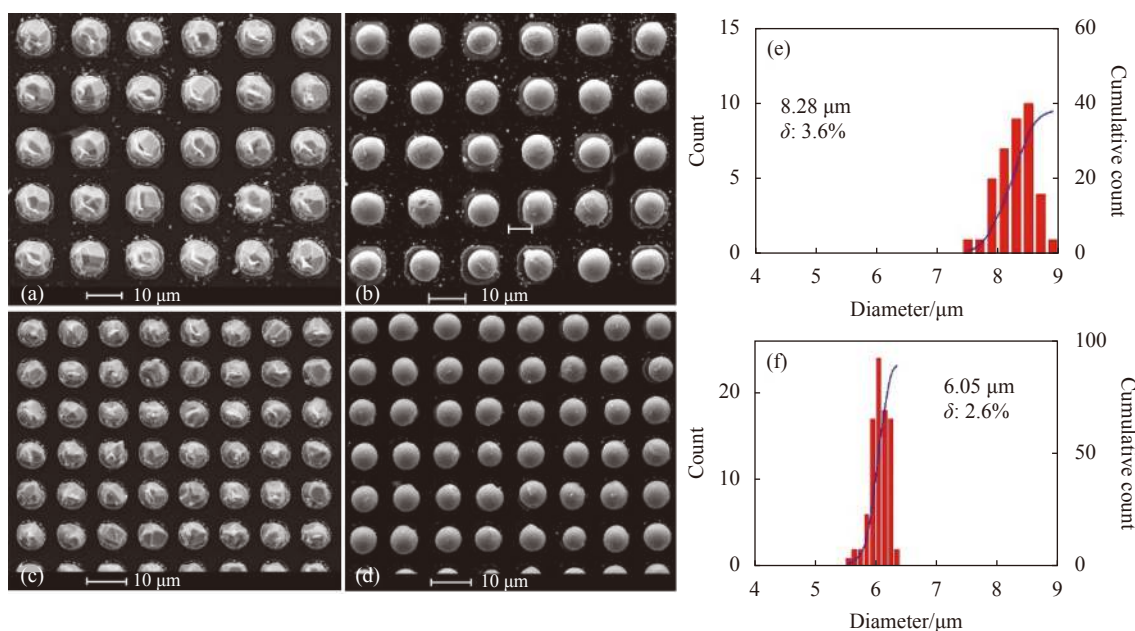 (a)
10 μm
(b)
10 μm
(c)
10 μm
(d)
10 μm
(e)
8.28 μm
δ: 3.6%
15
10
5
0
Count
60
40
20
0
Cumulative count
4 5 6 7 8 9
Diameter/μm
(f)
6.05 μm
δ: 2.6%
20
10
0
Count
100
50
0
Cumulative count
4 5 6 7 8 9
Diameter/μm